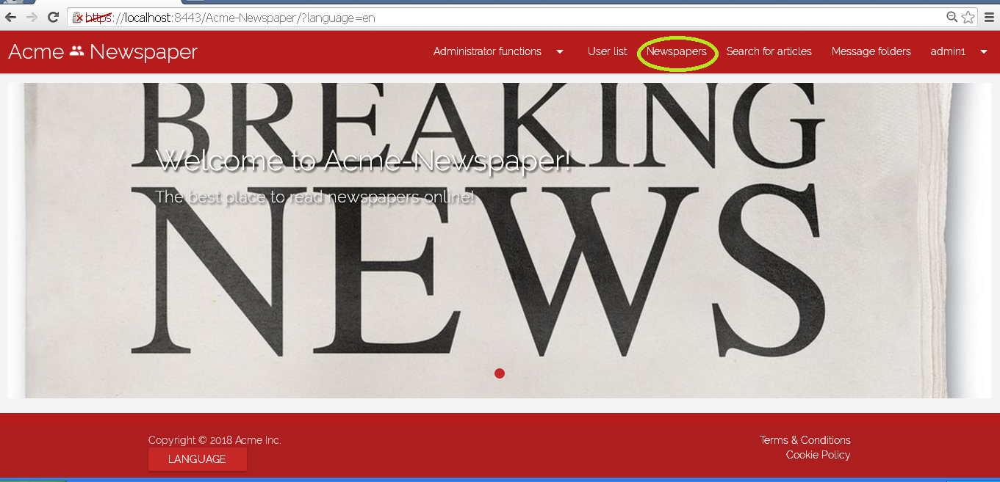 https://localhost:8443/Acme-Newspaper/?language=en
Acme Newspaper
Administrator functions User list Newspapers Search for articles Message folders admin1
BREAKING
Welcome to Acme-Newspaper!
The best place to read newspapers online!
NEWS
Copyright © 2018 Acme Inc.
LANGUAGE
Terms & Conditions
Cookie Policy